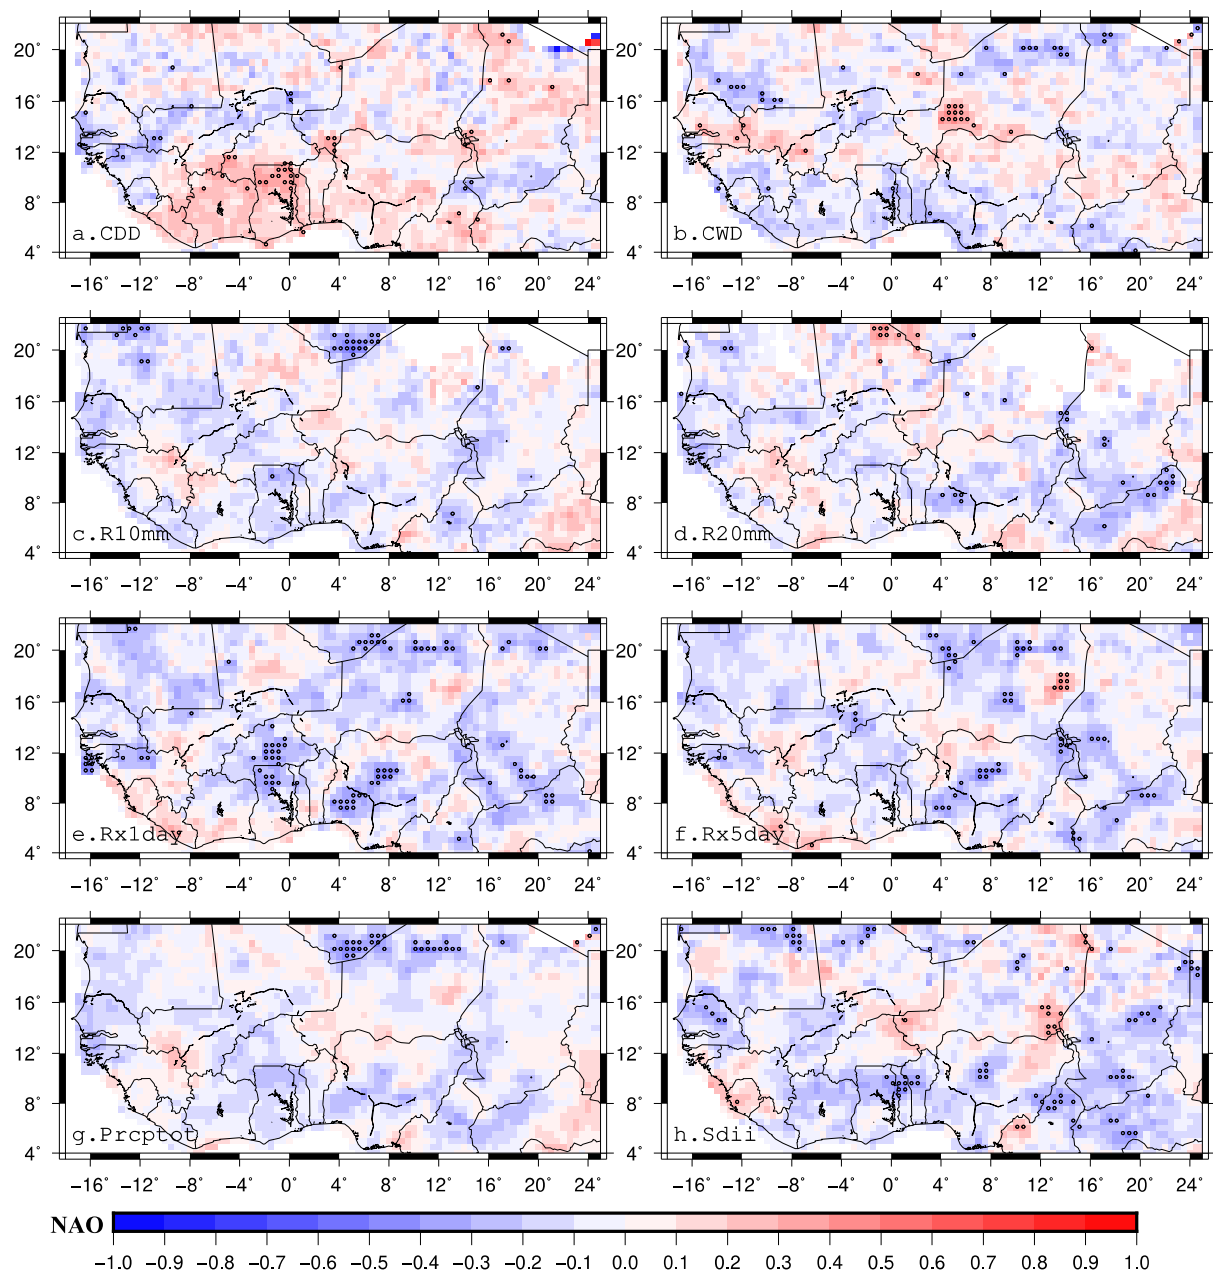 20° 20°
16° 16°
12° 12°
8° 8°
a.CDD b.CWD
4° 4°
−16° −12° −8° −4° 0° 4° 8° 12° 16° 20° 24° −16° −12° −8° −4° 0° 4° 8° 12° 16° 20° 24°
20° 20°
16° 16°
12° 12°
8° 8°
c.R10mm d.R20mm
4° 4°
−16° −12° −8° −4° 0° 4° 8° 12° 16° 20° 24° −16° −12° −8° −4° 0° 4° 8° 12° 16° 20° 24°
20° 20°
16° 16°
12° 12°
8° 8°
e.Rx1day f.Rx5day
4° 4°
−16° −12° −8° −4° 0° 4° 8° 12° 16° 20° 24° −16° −12° −8° −4° 0° 4° 8° 12° 16° 20° 24°
20° 20°
16° 16°
12° 12°
8° 8°
g.Prcptot h.Sdii
4° 4°
−16° −12° −8° −4° 0° 4° 8° 12° 16° 20° 24° −16° −12° −8° −4° 0° 4° 8° 12° 16° 20° 24°
NAO
−1.0 −0.9 −0.8 −0.7 −0.6 −0.5 −0.4 −0.3 −0.2 −0.1 0.0 0.1 0.2 0.3 0.4 0.5 0.6 0.7 0.8 0.9 1.0